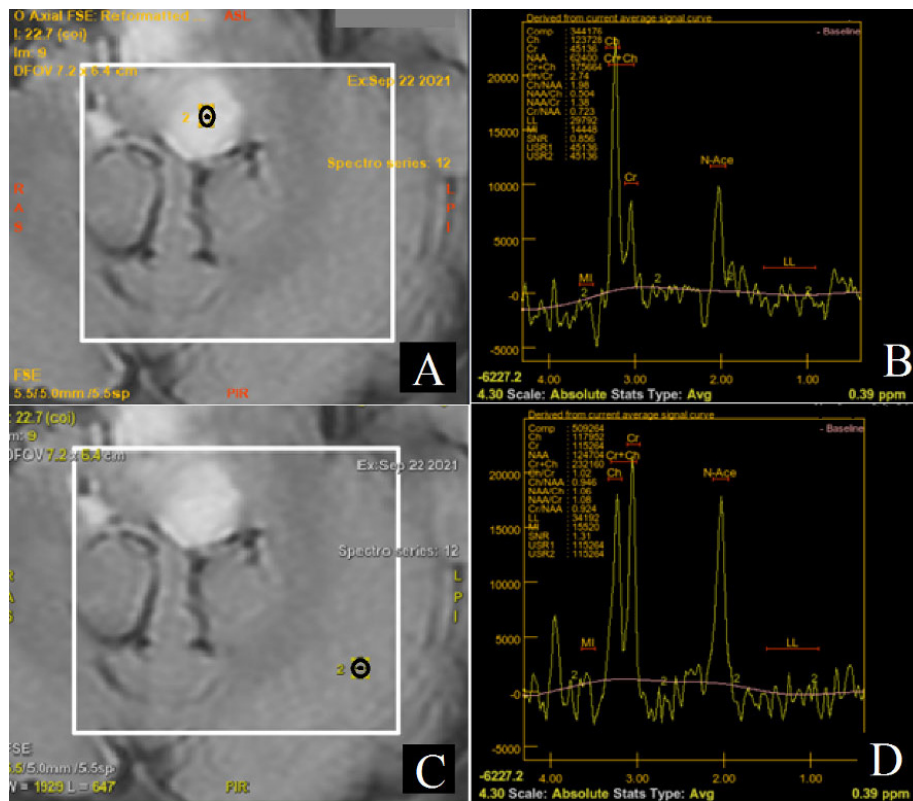 O Axial FSE: Reformatted ...
ASL
I: 22.7 (coi)
Im: 9
DFOV 7.2 x 6.4 cm
Ex:Sep 22 2021
2
Spectro series: 12
R
A
S
L
P
I
FSE
5.5/5.0mm /5.5sp
PIR
A
Derived from current average signal curve
- Baseline
Comp : 344176
Ch : 123728
Cr : 45136
NAA : 62400
Cr+Ch : 175664
Ch/Cr : 2.74
Ch/NAA : 1.98
NAA/Ch : 0.504
NAA/Cr : 1.38
Cr/NAA : 0.723
LL : 29792
MI : 14448
SNR : 0.856
USR1 : 45136
USR2 : 45136
Ch
Cr+Ch
Cr
N-Ace
MI
LL
2 2 2 2
20000
15000
10000
5000
-0
-5000
4.00 3.00 2.00 1.00
-6227.2
4.30 Scale: Absolute Stats Type: Avg 0.39 ppm
B
22.7 (coi)
m: 9
DFOV 7.2 x 6.4 cm
Ex:Sep 22 2021
Spectro series: 12
L
P
I
2
FSE
5.5/5.0mm /5.5sp
W = 1929 L = 647
PIR
C
Derived from current average signal curve
- Baseline
Comp : 509264
Ch : 117952
Cr : 115264
NAA : 124704
Cr+Ch : 232160
Ch/Cr : 1.02
Ch/NAA : 0.946
NAA/Ch : 1.06
NAA/Cr : 1.08
Cr/NAA : 0.924
LL : 34192
MI : 15520
SNR : 1.31
USR1 : 115264
USR2 : 115264
Cr
Cr+Ch
Ch
N-Ace
MI
LL
2 2 2 2
20000
15000
10000
5000
-0
-5000
4.00 3.00 2.00 1.00
-6227.2
4.30 Scale: Absolute Stats Type: Avg 0.39 ppm
D